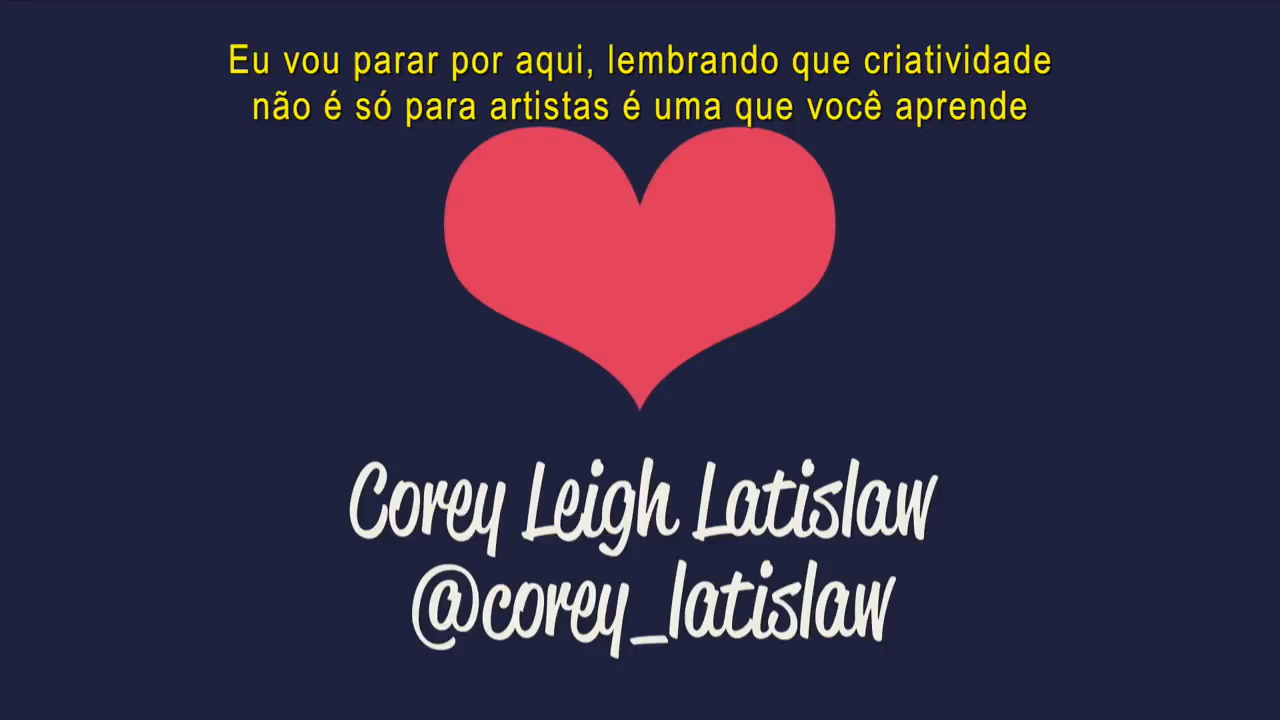 Eu vou parar por aqui, lembrando que criatividade
não é só para artistas é uma que você aprende
Corey Leigh Latislaw
@corey_latislaw